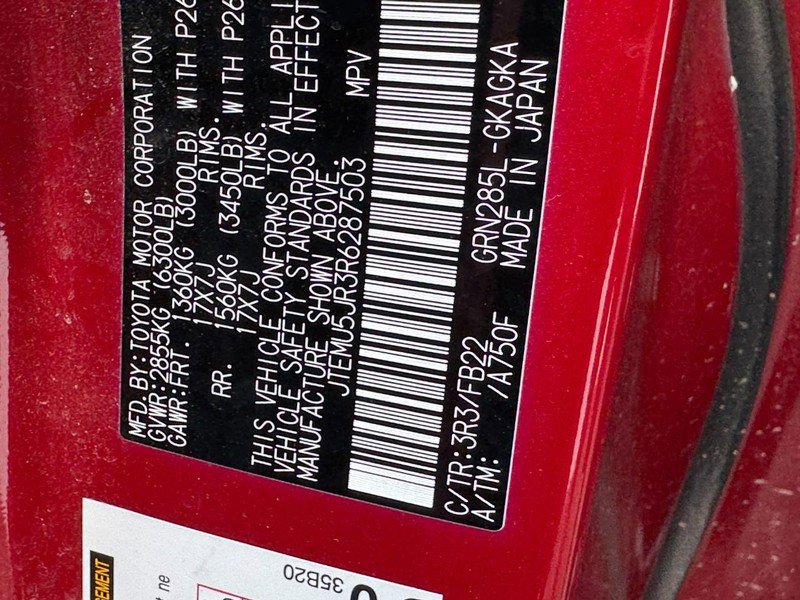 MFD.BY:TOYOTA MOTOR CORPORATION
GVWR:2855KG (6300LB)
GAWR:FRT. 1360KG (3000LB) WITH P26
17X7J RIMS.
RR. 1560KG (3450LB) WITH P26
17X7J RIMS.
THIS VEHICLE CONFORMS TO ALL APPLI
VEHICLE SAFETY STANDARDS IN EFFECT
MANUFACTURE SHOWN ABOVE.
JTEMU5JR3R6287503 MPV
C/TR:3R3/FB22 GRN285L-GKAGKA
A/TM: /A750F MADE IN JAPAN
35B20